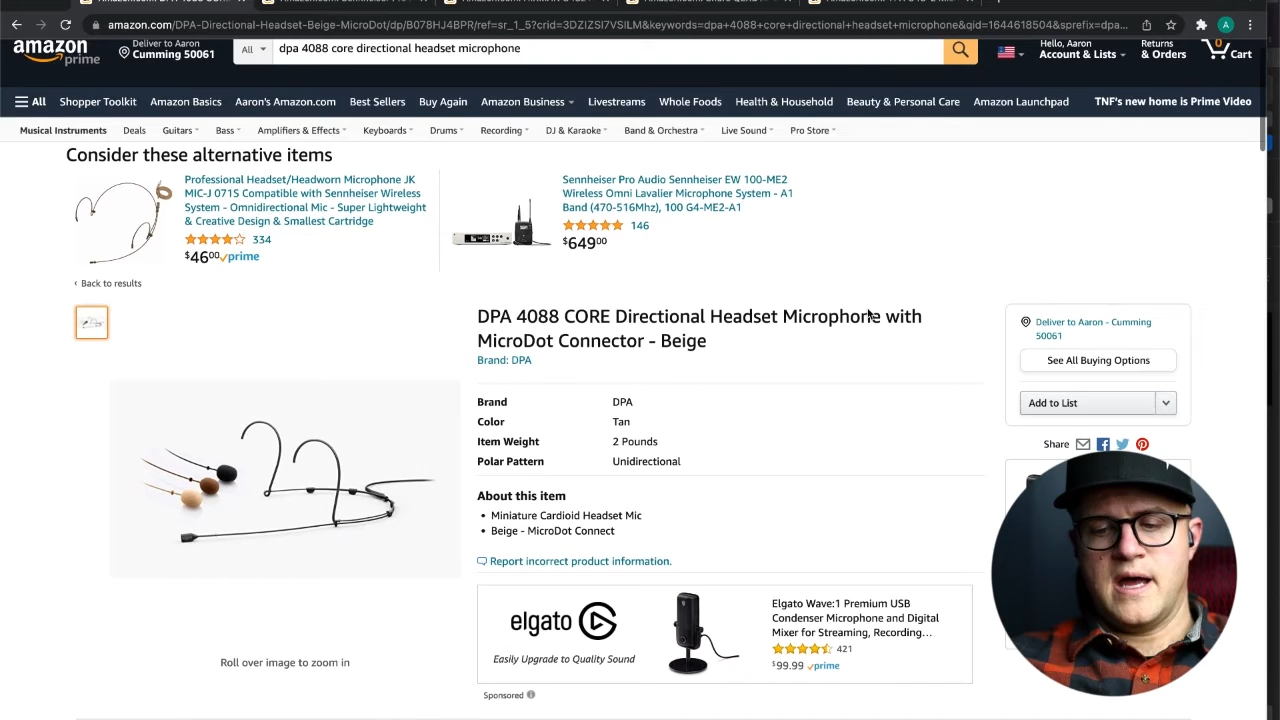 amazon.com/DPA-Directional-Headset-Beige-MicroDot/dp/B078HJ4BPR/ref=sr_1_5?crid=3DZIZSI7VSILM&keywords=dpa+4088+core+directional+headset+microphone&qid=1644618504&sprefix=dpa...
A
amazon
prime
Deliver to Aaron
Cumming 50061
All
dpa 4088 core directional headset microphone
Hello, Aaron
Account & Lists
Returns
& Orders
0
Cart
All
Shopper Toolkit
Amazon Basics
Aaron's Amazon.com
Best Sellers
Buy Again
Amazon Business
Livestreams
Whole Foods
Health & Household
Beauty & Personal Care
Amazon Launchpad
TNF's new home is Prime Video
Musical Instruments
Deals
Guitars
Bass
Amplifiers & Effects
Keyboards
Drums
Recording
DJ & Karaoke
Band & Orchestra
Live Sound
Pro Store
Consider these alternative items
Professional Headset/Headworn Microphone JK
MIC-J 071S Compatible with Sennheiser Wireless
System - Omnidirectional Mic - Super Lightweight
& Creative Design & Smallest Cartridge
334
$4600 prime
Sennheiser Pro Audio Sennheiser EW 100-ME2
Wireless Omni Lavalier Microphone System - A1
Band (470-516Mhz), 100 G4-ME2-A1
146
$64900
‹ Back to results
DPA 4088 CORE Directional Headset Microphone with
MicroDot Connector - Beige
Brand: DPA
Brand DPA
Color Tan
Item Weight 2 Pounds
Polar Pattern Unidirectional
About this item
• Miniature Cardioid Headset Mic
• Beige - MicroDot Connect
Report incorrect product information.
Deliver to Aaron - Cumming
50061
See All Buying Options
Add to List
Share
elgato
Easily Upgrade to Quality Sound
Elgato Wave:1 Premium USB
Condenser Microphone and Digital
Mixer for Streaming, Recording...
421
$99.99 prime
Roll over image to zoom in
Sponsored